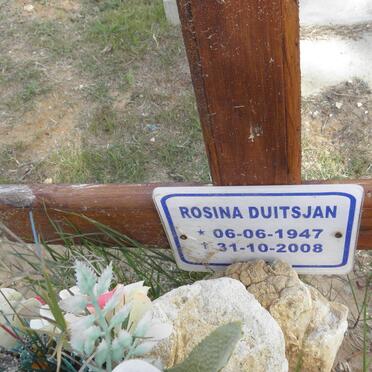 ROSINA DUITSJAN
* 06-06-1947
† 31-10-2008